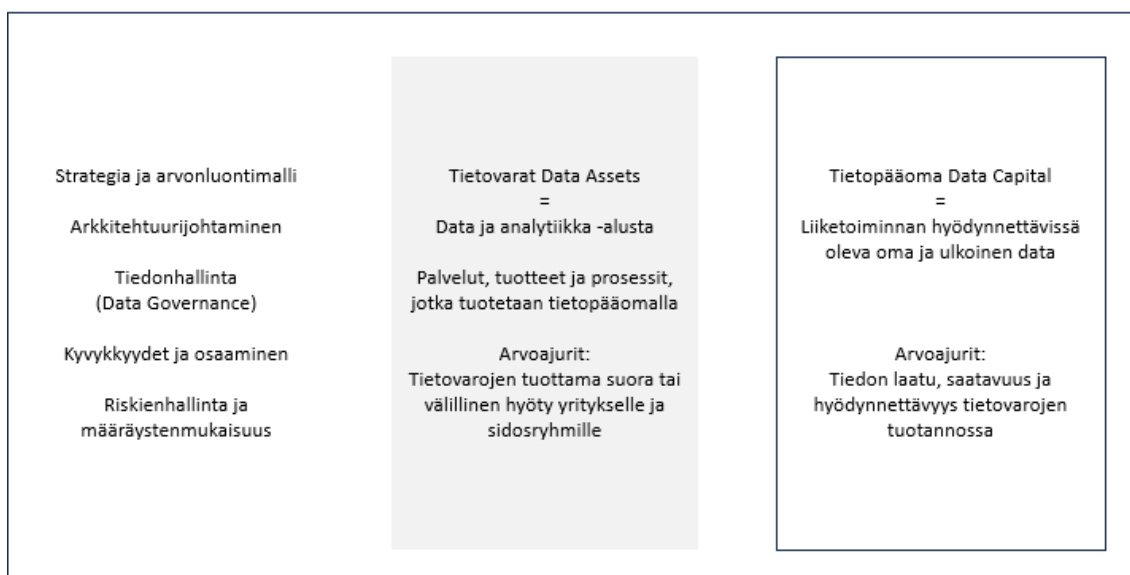 Strategia ja arvonluontimalli
Arkkitehtuurijohtaminen
Tiedonhallinta
(Data Governance)
Kyvykkyydet ja osaaminen
Riskienhallinta ja
määräystenmukaisuus
Tietovarat Data Assets
=
Data ja analytiikka -alusta
Palvelut, tuotteet ja prosessit,
jotka tuotetaan tietopääomalla
Arvoajurit:
Tietovarojen tuottama suora tai
välillinen hyöty yritykselle ja
sidosryhmille
Tietopääoma Data Capital
=
Liiketoiminnan hyödynnettävissä
oleva oma ja ulkoinen data
Arvoajurit:
Tiedon laatu, saatavuus ja
hyödynnettävyys tietovarojen
tuotannossa